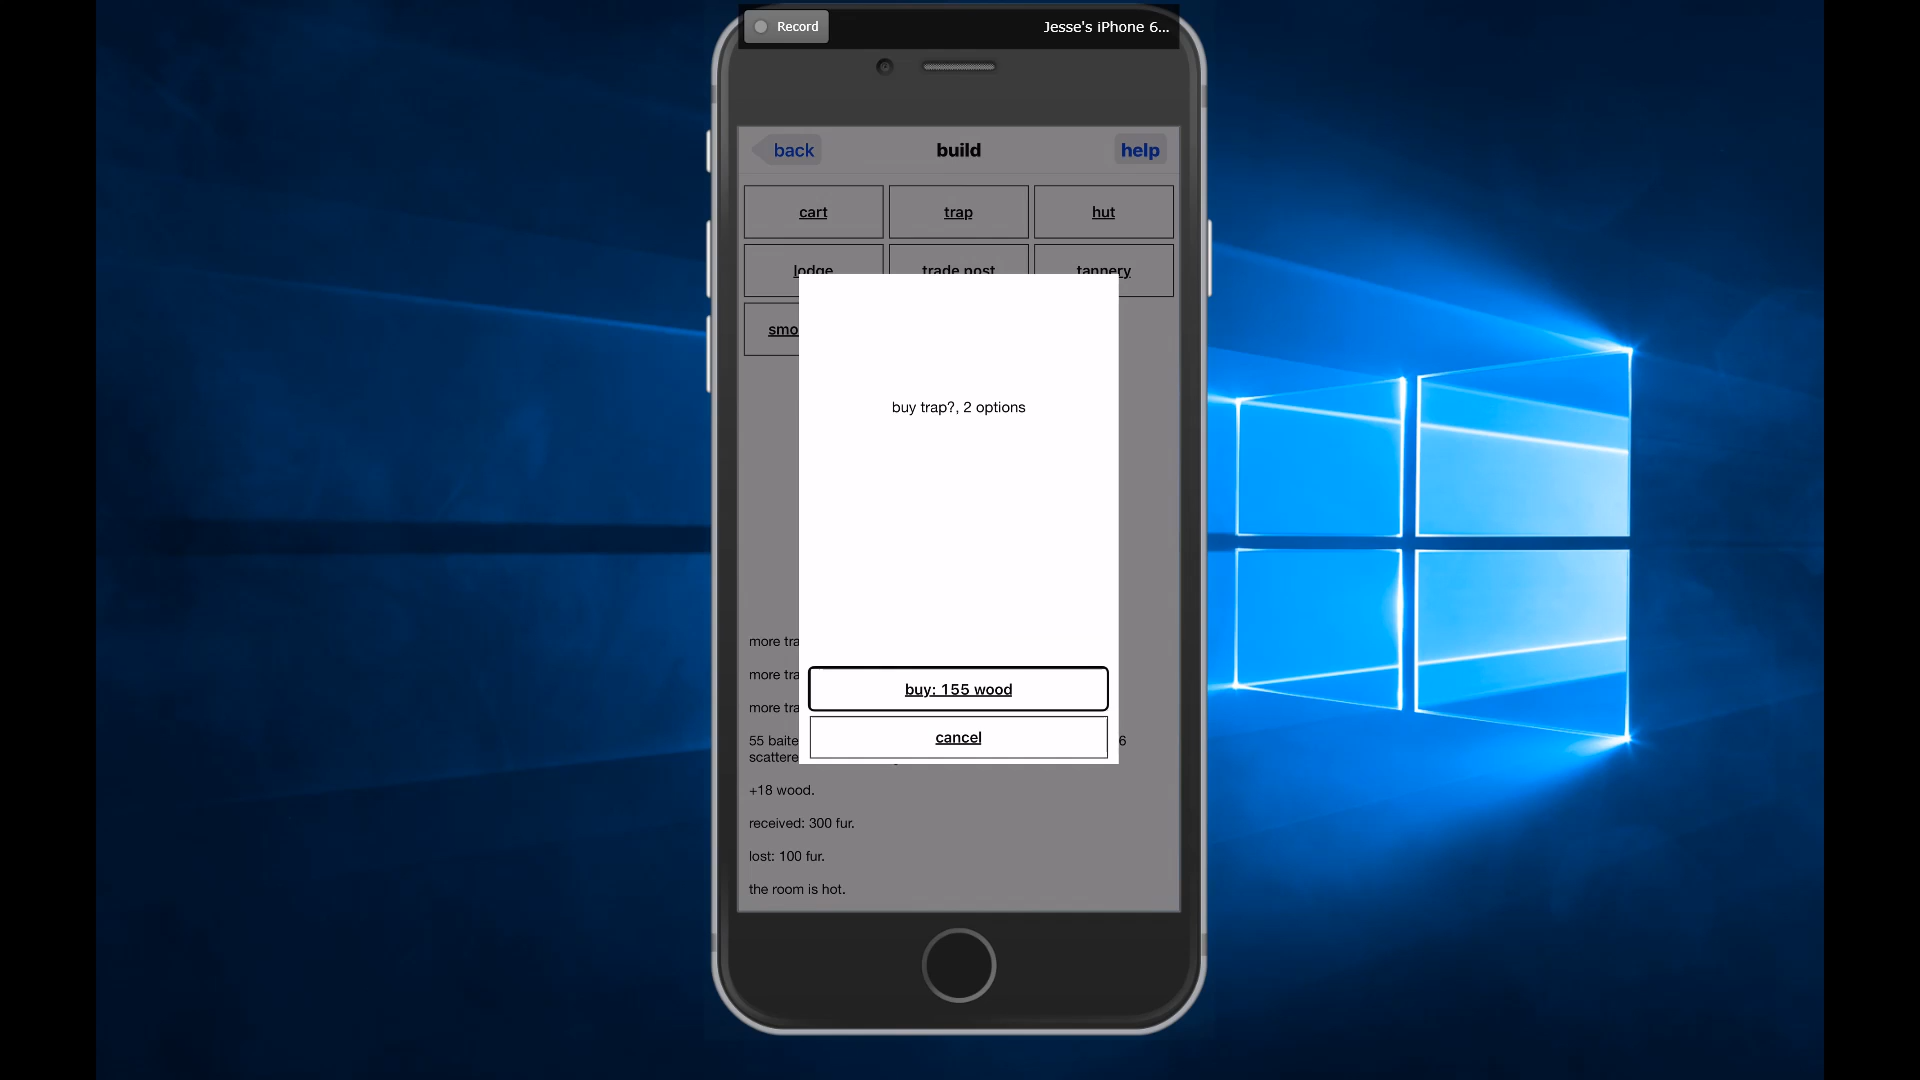 Record
Jesse's iPhone 6...
back
build
help
cart
trap
hut
lodge
trade post
tannery
smo
buy trap?, 2 options
more tra
more tra
buy: 155 wood
more tra
cancel
55 baite
6
scattere
+18 wood.
received: 300 fur.
lost: 100 fur.
the room is hot.